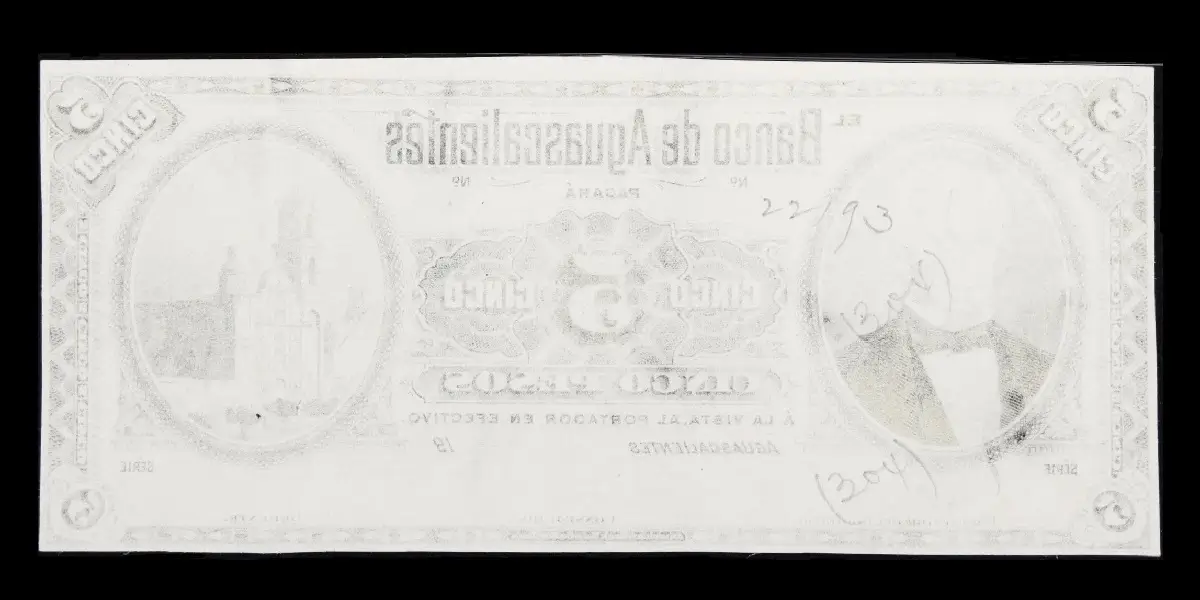 5 CINCO
CINCO 5
EL
Banco de Aguascalientes
Nº Nº
PAGARÁ
22/93
(304)
CINCO 5 CINCO
CINCO PESOS
Á LA VISTA, AL PORTADOR EN EFECTIVO
AGUASCALIENTES 19
SERIE SERIE
(304)
5 5